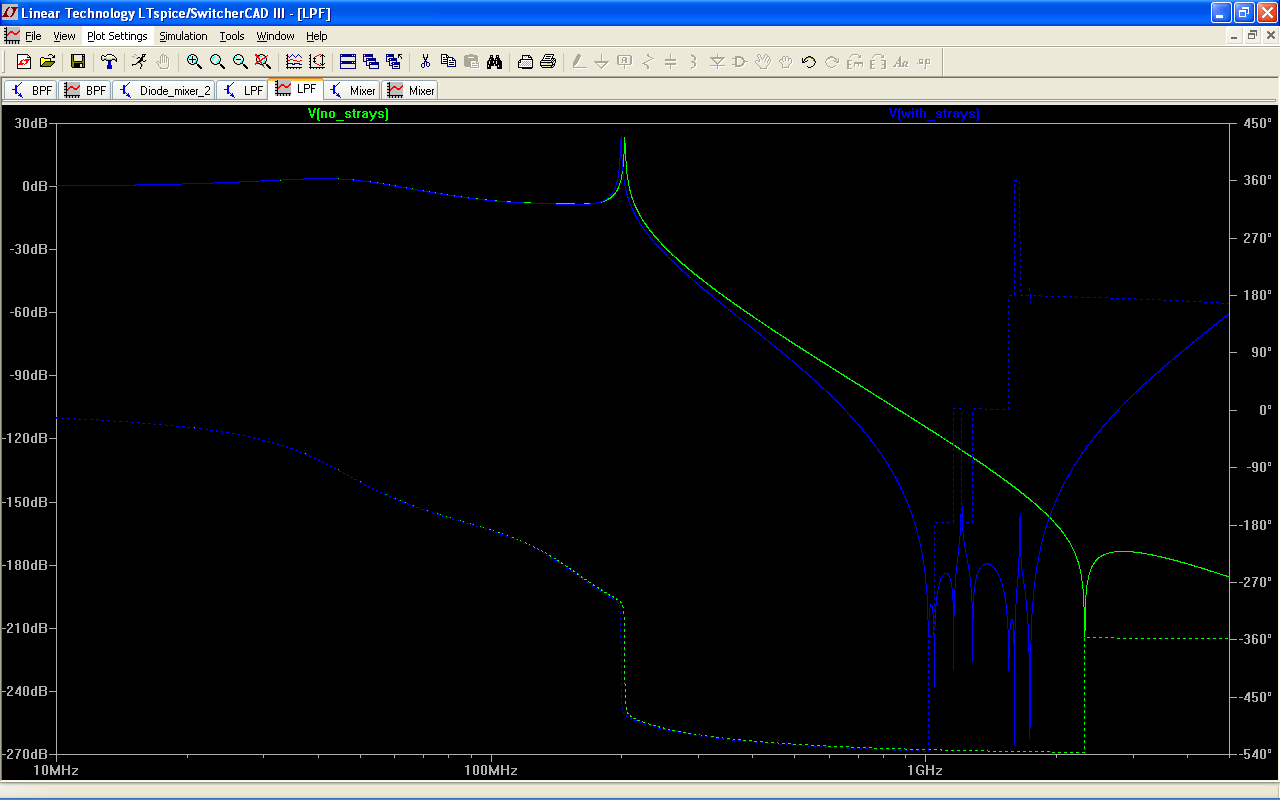 Linear Technology LTspice/SwitcherCAD III - [LPF]
File View Plot Settings Simulation Tools Window Help
Aa .op
BPF BPF Diode_mixer_2 LPF LPF Mixer Mixer
V(no_strays) V(with_strays)
30dB 450°
0dB 360°
-30dB 270°
-60dB 180°
-90dB 90°
-120dB 0°
-150dB -90°
-180dB -180°
-210dB -270°
-240dB -360°
-270dB -450°
-540°
10MHz 100MHz 1GHz